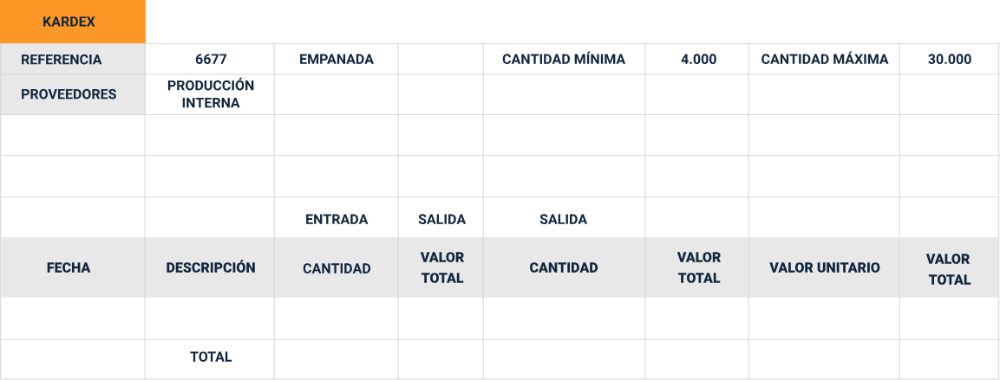 KARDEX
REFERENCIA 6677 EMPANADA CANTIDAD MÍNIMA 4.000 CANTIDAD MÁXIMA 30.000
PROVEEDORES PRODUCCIÓN INTERNA
ENTRADA SALIDA SALIDA
FECHA DESCRIPCIÓN CANTIDAD VALOR TOTAL CANTIDAD VALOR TOTAL VALOR UNITARIO VALOR TOTAL
TOTAL